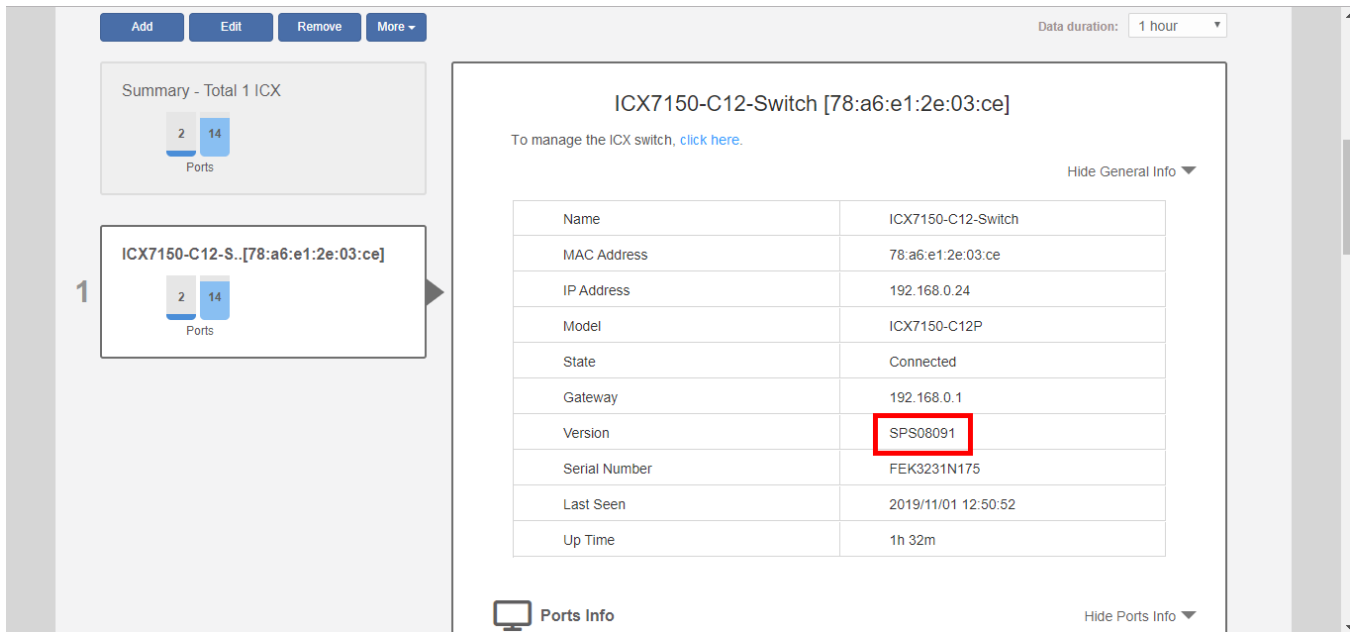 Add Edit Remove More Data duration: 1 hour
Summary - Total 1 ICX
2 14
Ports
1
ICX7150-C12-S..[78:a6:e1:2e:03:ce]
2 14
Ports
ICX7150-C12-Switch [78:a6:e1:2e:03:ce]
To manage the ICX switch, click here.
Hide General Info
Name ICX7150-C12-Switch
MAC Address 78:a6:e1:2e:03:ce
IP Address 192.168.0.24
Model ICX7150-C12P
State Connected
Gateway 192.168.0.1
Version SPS08091
Serial Number FEK3231N175
Last Seen 2019/11/01 12:50:52
Up Time 1h 32m
Ports Info Hide Ports Info